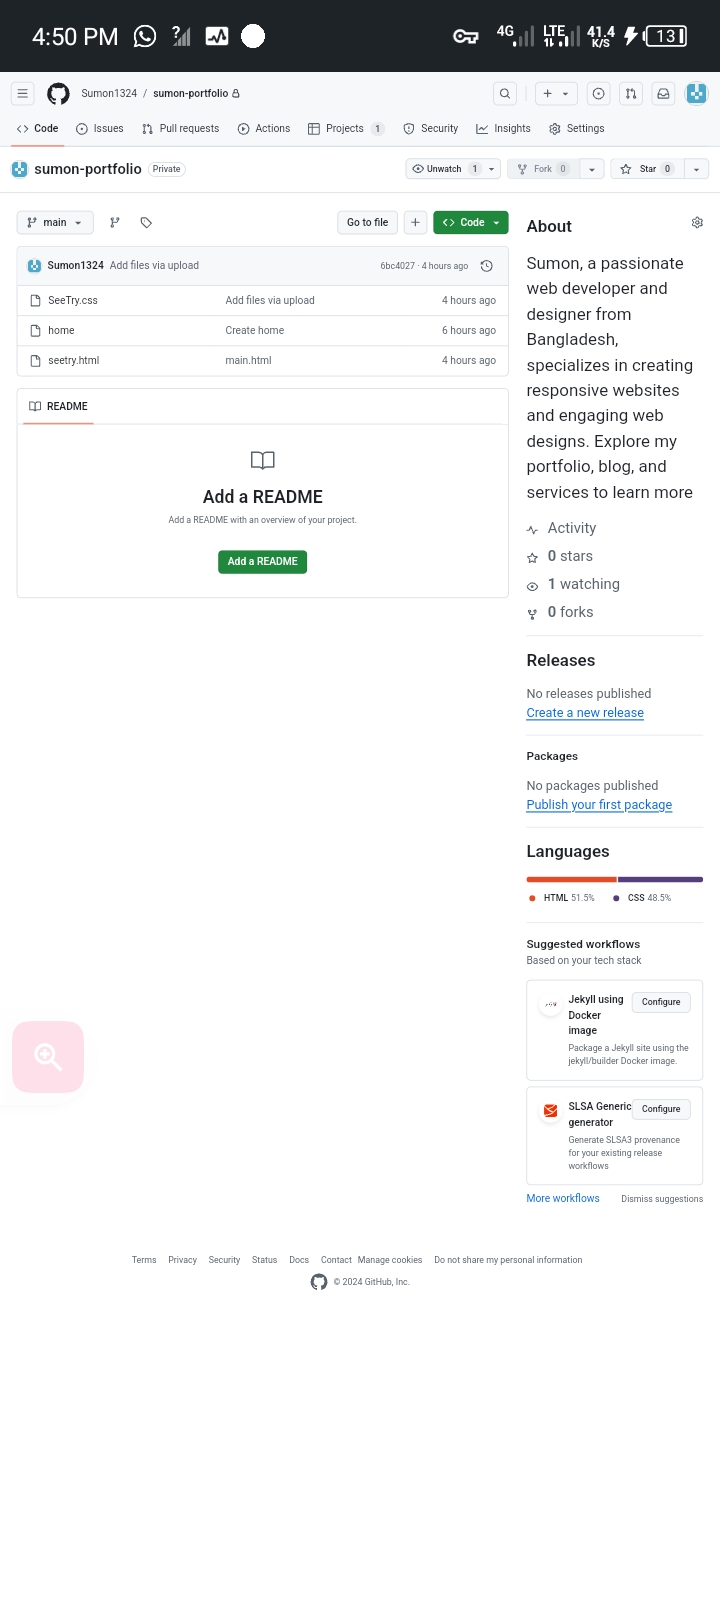 4:50 PM ? 4G LTE 41.4 K/S 13
Sumon1324 / sumon-portfolio
Code Issues Pull requests Actions Projects 1 Security Insights Settings
sumon-portfolio Private Unwatch 1 Fork 0 Star 0
main Go to file Code
Sumon1324 Add files via upload 6bc4027 · 4 hours ago
SeeTry.css Add files via upload 4 hours ago
home Create home 6 hours ago
seetry.html main.html 4 hours ago
README
Add a README
Add a README with an overview of your project.
Add a README
About
Sumon, a passionate
web developer and
designer from
Bangladesh,
specializes in creating
responsive websites
and engaging web
designs. Explore my
portfolio, blog, and
services to learn more
Activity
0 stars
1 watching
0 forks
Releases
No releases published
Create a new release
Packages
No packages published
Publish your first package
Languages
HTML 51.5% CSS 48.5%
Suggested workflows
Based on your tech stack
Jekyll using Configure
Docker
image
Package a Jekyll site using the
jekyll/builder Docker image.
SLSA Generic Configure
generator
Generate SLSA3 provenance
for your existing release
workflows
More workflows Dismiss suggestions
Terms Privacy Security Status Docs Contact Manage cookies Do not share my personal information
© 2024 GitHub, Inc.